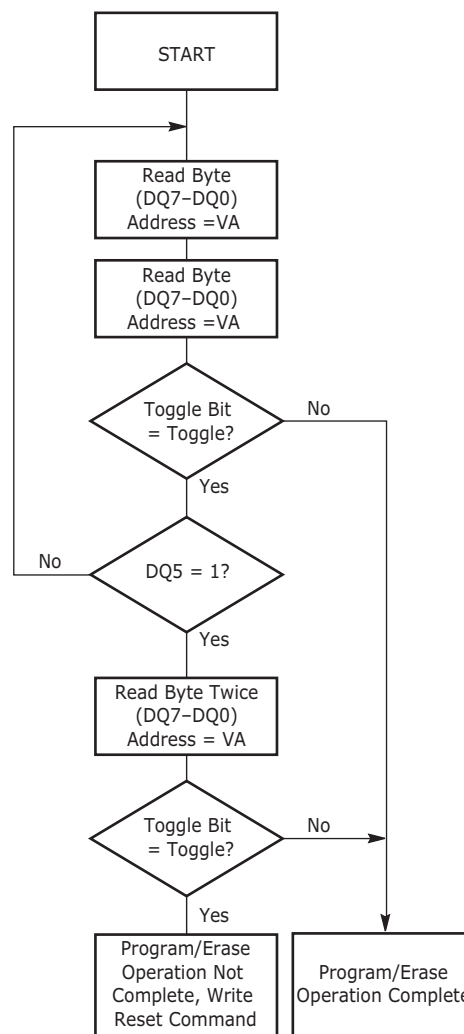 START
Read Byte
(DQ7–DQ0)
Address =VA
Read Byte
(DQ7–DQ0)
Address =VA
Toggle Bit
= Toggle?
No
Yes
No
DQ5 = 1?
Yes
Read Byte Twice
(DQ7–DQ0)
Address = VA
Toggle Bit
= Toggle?
No
Yes
Program/Erase
Operation Not
Complete, Write
Reset Command
Program/Erase
Operation Complete